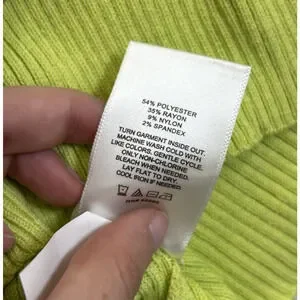 54% POLYESTER
35% RAYON
9% NYLON
2% SPANDEX
TURN GARMENT INSIDE OUT.
MACHINE WASH COLD WITH
LIKE COLORS. GENTLE CYCLE.
ONLY NON-CHLORINE
BLEACH WHEN NEEDED.
LAY FLAT TO DRY.
COOL IRON IF NEEDED.